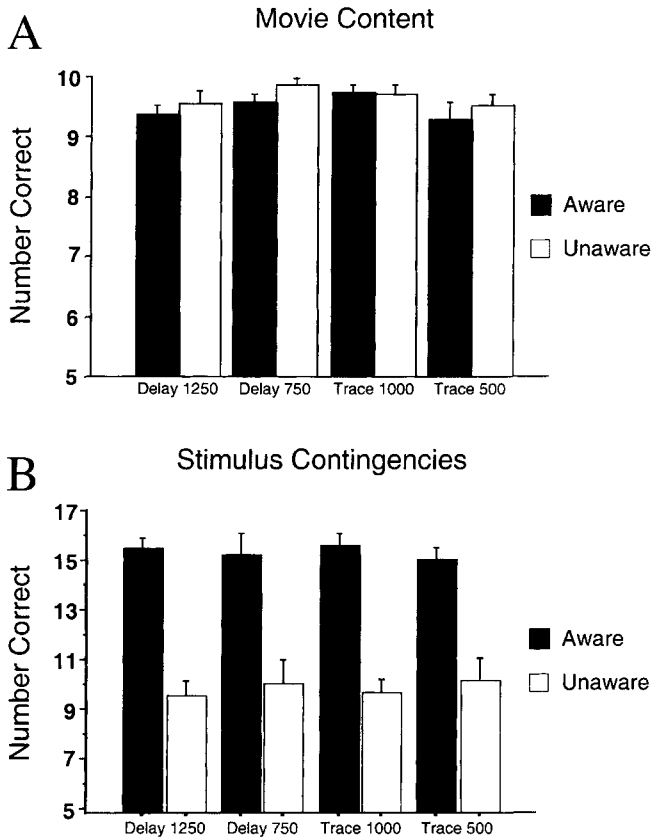 A
Movie Content
Number Correct
10
9
8
7
6
5
Delay 1250 Delay 750 Trace 1000 Trace 500
Aware
Unaware
B
Stimulus Contingencies
Number Correct
17
15
13
11
9
7
5
Delay 1250 Delay 750 Trace 1000 Trace 500
Aware
Unaware